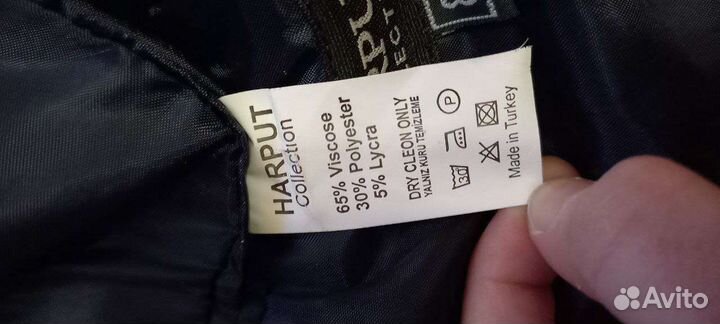 HARPUT
Collection
65% Viscose
30% Polyester
5% Lycra
DRY CLEON ONLY
YALNIZ KURU TEMİZLEME
P
30
Made in Turkey
Avito